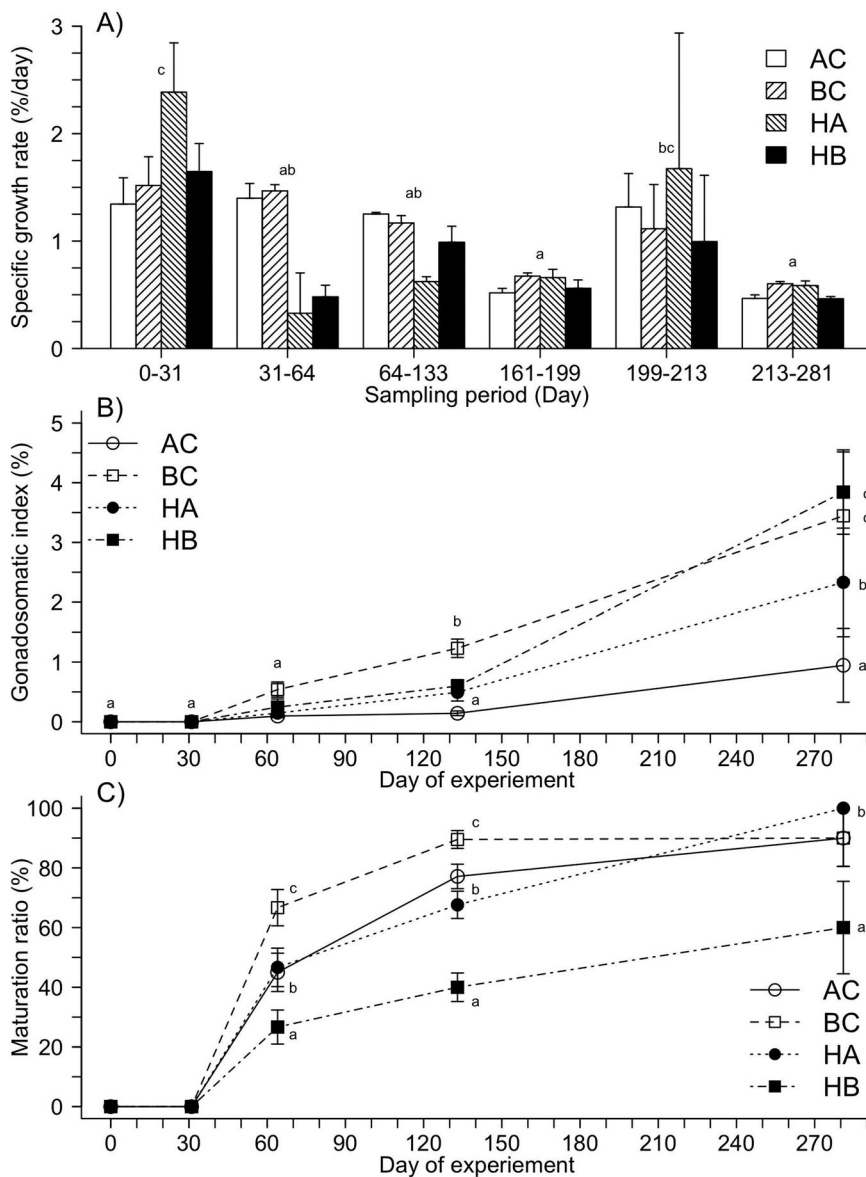 A)
Specific growth rate (%/day)
3
2
1
0
AC
BC
HA
HB
c
ab
ab
a
bc
a
0-31
31-64
64-133
161-199
199-213
213-281
Sampling period (Day)
B)
Gonadosomatic index (%)
5
4
3
2
1
0
AC
BC
HA
HB
a
a
a
b
a
b
a
0
30
60
90
120
150
180
210
240
270
Day of experiement
C)
Maturation ratio (%)
100
80
60
40
20
0
c
b
a
c
b
a
b
a
AC
BC
HA
HB
0
30
60
90
120
150
180
210
240
270
Day of experiement